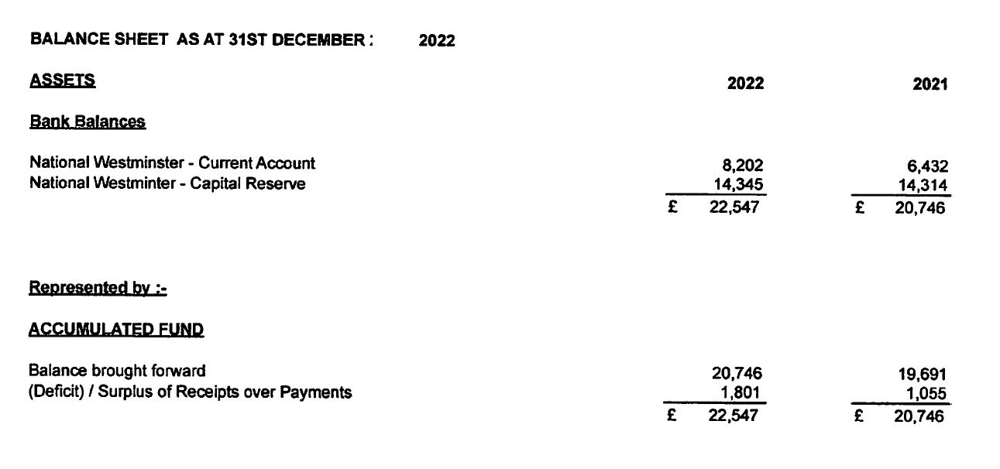 BALANCE SHEET AS AT 31ST DECEMBER : 2022
ASSETS 2022 2021
Bank Balances
National Westminster - Current Account 8,202 6,432
National Westminter - Capital Reserve 14,345 14,314
£ 22,547 £ 20,746
Represented by :-
ACCUMULATED FUND
Balance brought forward 20,746 19,691
(Deficit) / Surplus of Receipts over Payments 1,801 1,055
£ 22,547 £ 20,746